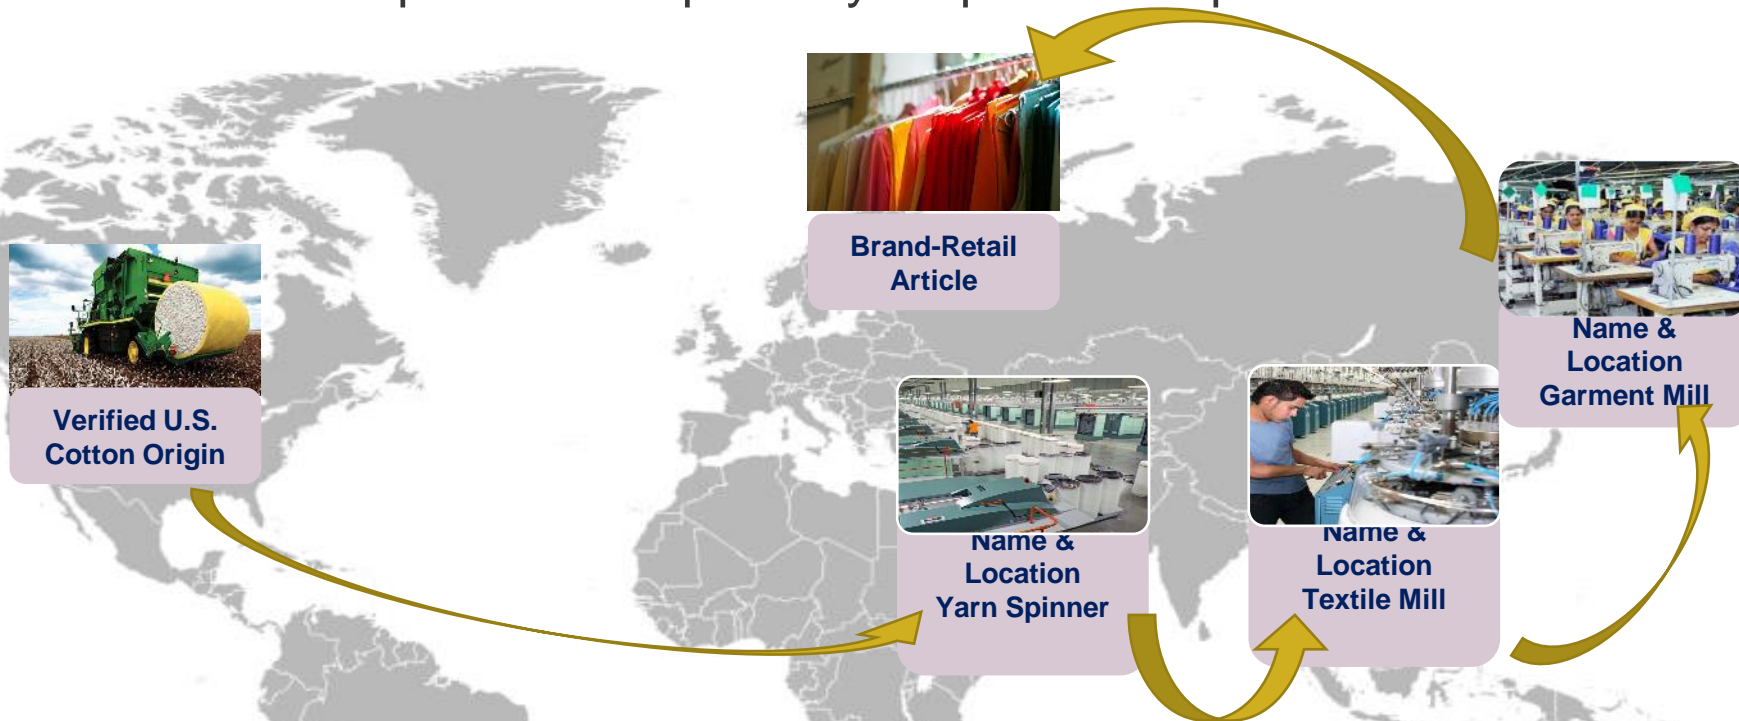 Brand-Retail
Article
Verified U.S.
Cotton Origin
Name &
Location
Yarn Spinner
Name &
Location
Textile Mill
Name &
Location
Garment Mill